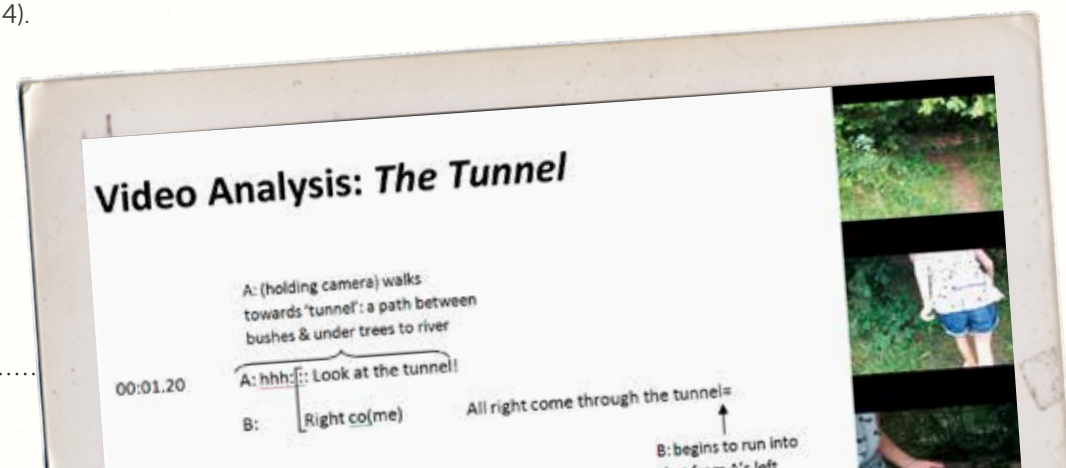 4).
Video Analysis: The Tunnel
A: (holding camera) walks
towards 'tunnel': a path between
bushes & under trees to river
00:01.20
A: hhh:[:: Look at the tunnel!
B: [Right co(me)
All right come through the tunnel=
B: begins to run into
from A's left